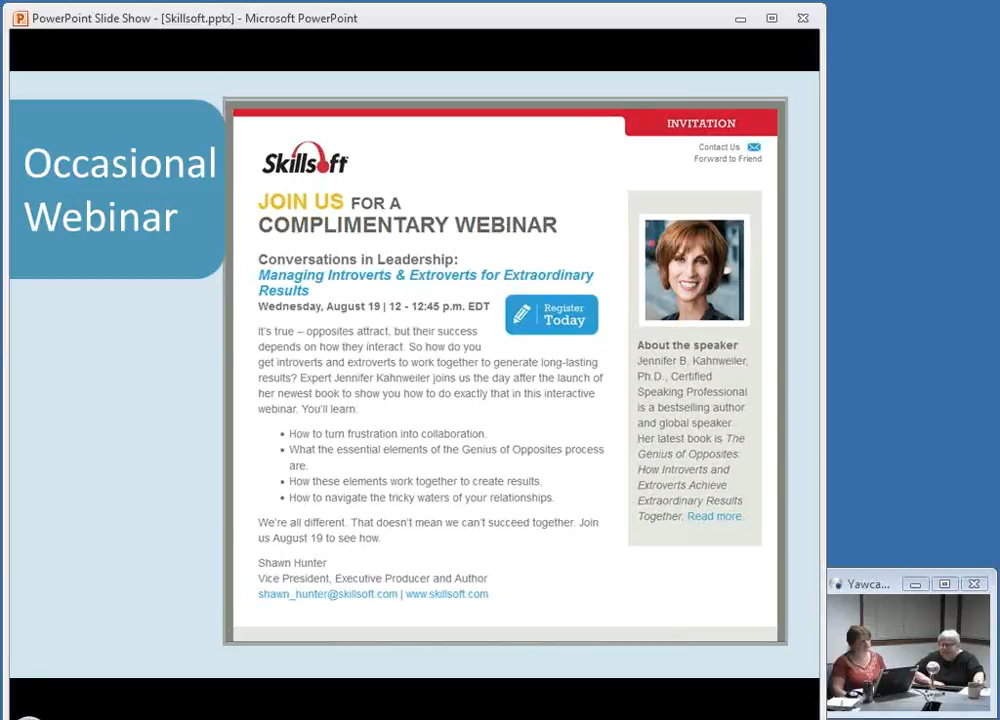 PowerPoint Slide Show - [Skillsoft.pptx] - Microsoft PowerPoint
Occasional
Webinar
INVITATION
Contact Us
Forward to Friend
Skillsoft
JOIN US FOR A
COMPLIMENTARY WEBINAR
Conversations in Leadership:
Managing Introverts & Extroverts for Extraordinary
Results
Wednesday, August 19 | 12 - 12:45 p.m. EDT
Register
Today
It's true – opposites attract, but their success
depends on how they interact. So how do you
get introverts and extroverts to work together to generate long-lasting
results? Expert Jennifer Kahnweiler joins us the day after the launch of
her newest book to show you how to do exactly that in this interactive
webinar. You'll learn:
• How to turn frustration into collaboration.
• What the essential elements of the Genius of Opposites process
are.
• How these elements work together to create results.
• How to navigate the tricky waters of your relationships.
We're all different. That doesn't mean we can't succeed together. Join
us August 19 to see how.
Shawn Hunter
Vice President, Executive Producer and Author
shawn_hunter@skillsoft.com | www.skillsoft.com
About the speaker
Jennifer B. Kahnweiler,
Ph.D., Certified
Speaking Professional
is a bestselling author
and global speaker.
Her latest book is The
Genius of Opposites:
How Introverts and
Extroverts Achieve
Extraordinary Results
Together. Read more.
Yawca...